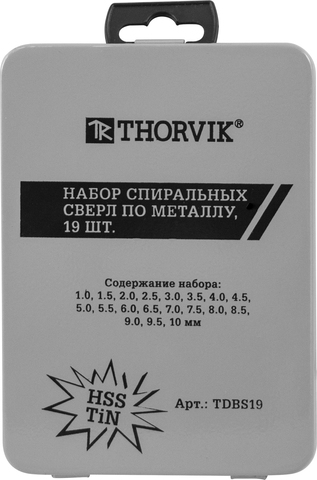 THORVIK®
НАБОР СПИРАЛЬНЫХ
СВЕРЛ ПО МЕТАЛЛУ,
19 ШТ.
Содержание набора:
1.0, 1.5, 2.0, 2.5, 3.0, 3.5, 4.0, 4.5,
5.0, 5.5, 6.0, 6.5, 7.0, 7.5, 8.0, 8.5,
9.0, 9.5, 10 мм
HSS
TiN
Арт.: TDBS19